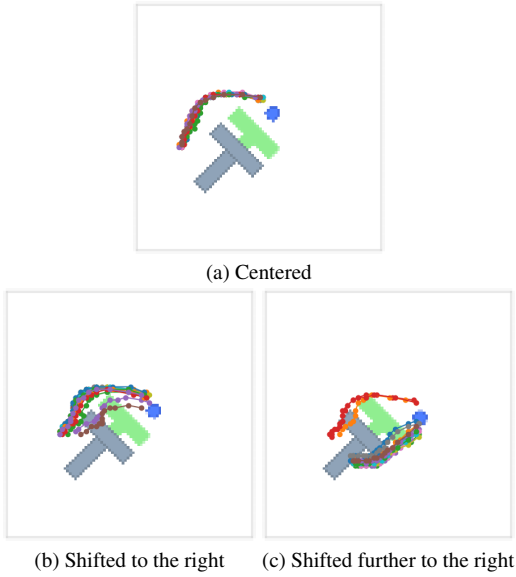 (a) Centered
(b) Shifted to the right
(c) Shifted further to the right